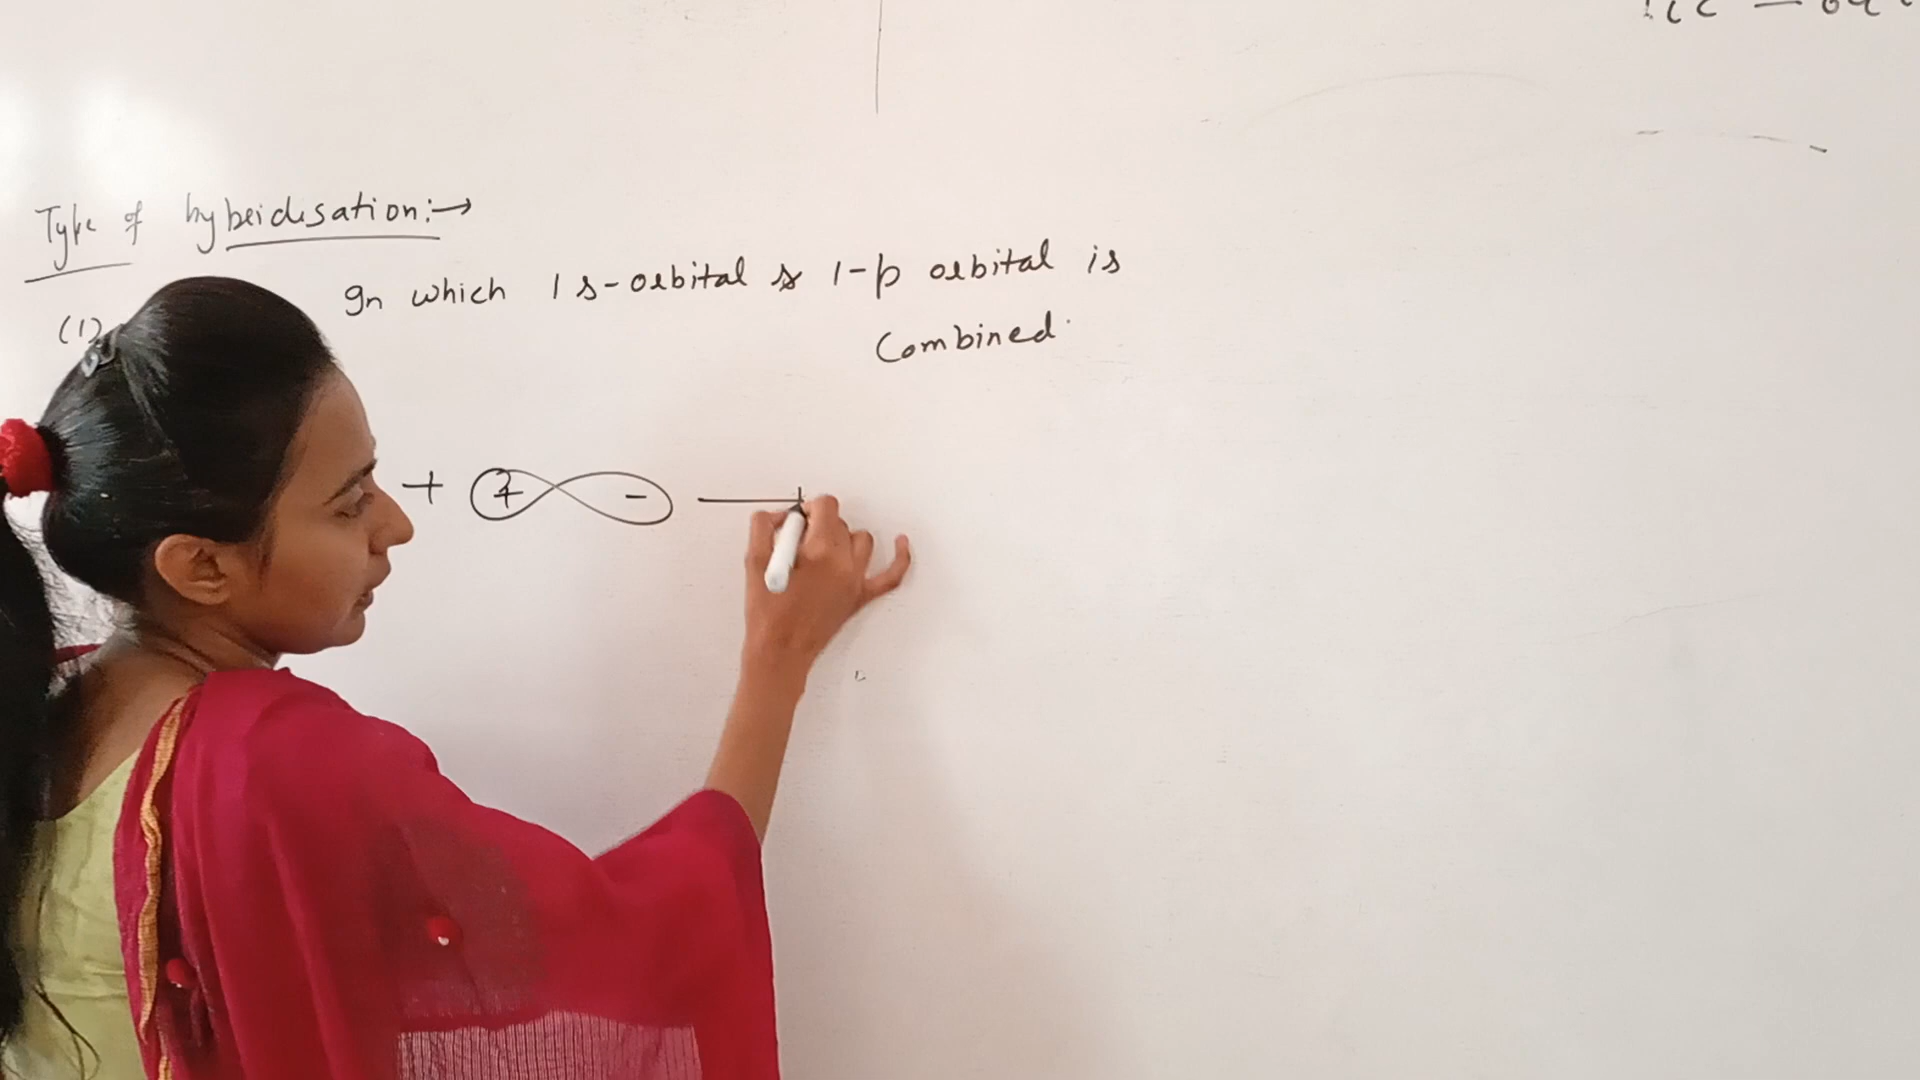 Type of hybridisation:→
(1)
In which 1 s-orbital & 1-p orbital is
Combined.
+ + - →